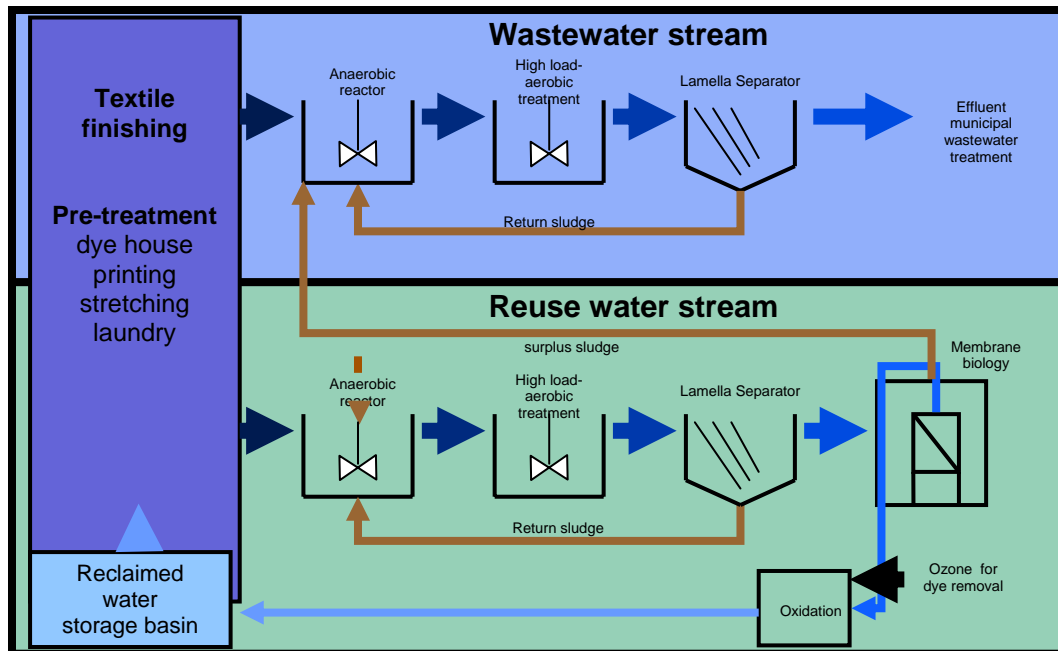 Wastewater stream
Textile
finishing
Pre-treatment
dye house
printing
stretching
laundry
Anaerobic
reactor
High load-
aerobic
treatment
Lamella Separator
Effluent
municipal
wastewater
treatment
Return sludge
Reuse water stream
surplus sludge
Membrane
biology
Anaerobic
reactor
High load-
aerobic
treatment
Lamella Separator
Return sludge
Reclaimed
water
storage basin
Oxidation
Ozone for
dye removal